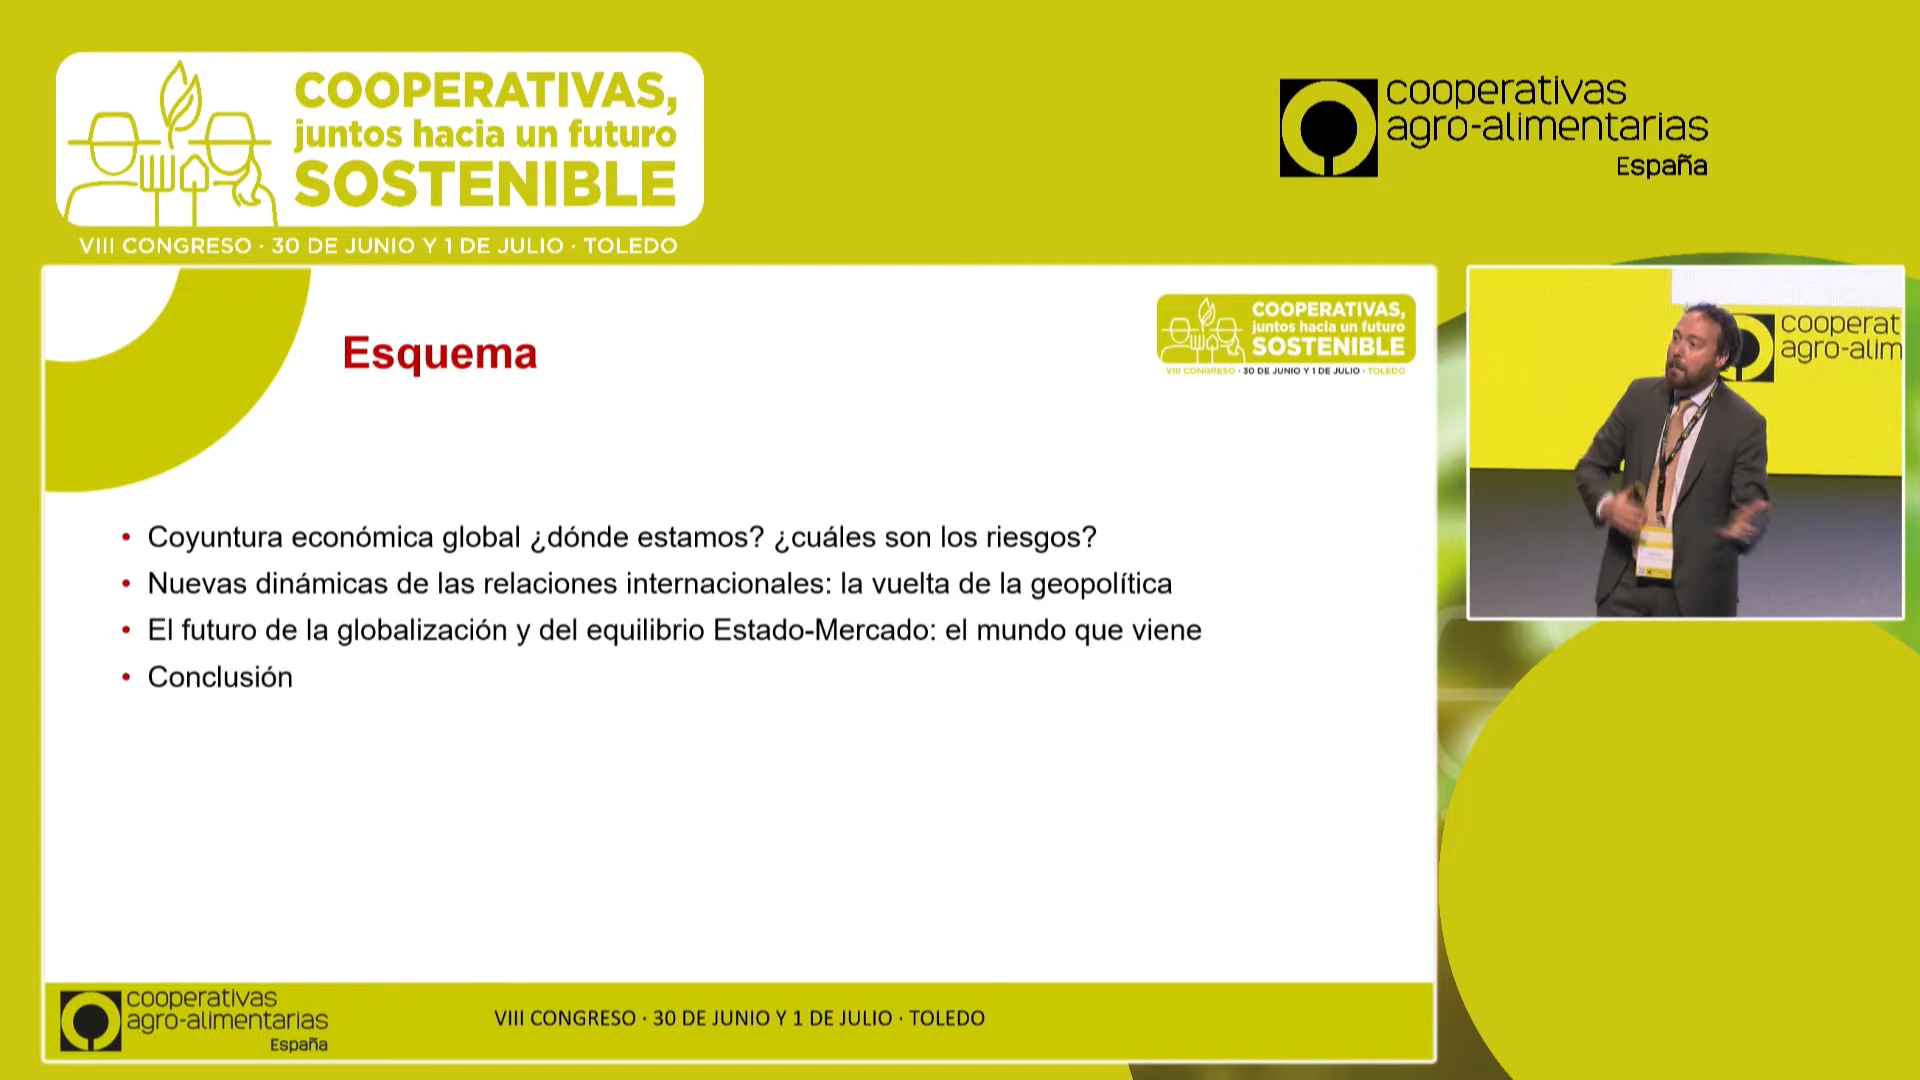 COOPERATIVAS,
juntos hacia un futuro
SOSTENIBLE
VIII CONGRESO · 30 DE JUNIO Y 1 DE JULIO · TOLEDO
cooperativas
agro-alimentarias
España
Esquema
COOPERATIVAS,
juntos hacia un futuro
SOSTENIBLE
VIII CONGRESO · 30 DE JUNIO Y 1 DE JULIO · TOLEDO
cooperat
agro-alim
• Coyuntura económica global ¿dónde estamos? ¿cuáles son los riesgos?
• Nuevas dinámicas de las relaciones internacionales: la vuelta de la geopolítica
• El futuro de la globalización y del equilibrio Estado-Mercado: el mundo que viene
• Conclusión
cooperativas
agro-alimentarias
España
VIII CONGRESO · 30 DE JUNIO Y 1 DE JULIO · TOLEDO